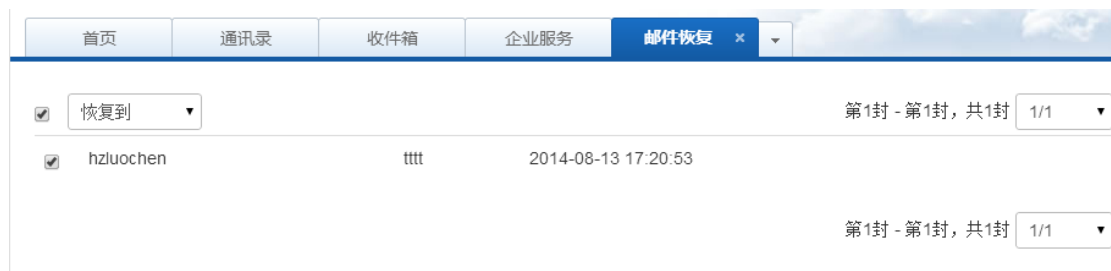 首页 通讯录 收件箱 企业服务 邮件恢复 ×
恢复到 第1封 - 第1封，共1封 1/1
hzluochen tttt 2014-08-13 17:20:53
第1封 - 第1封，共1封 1/1